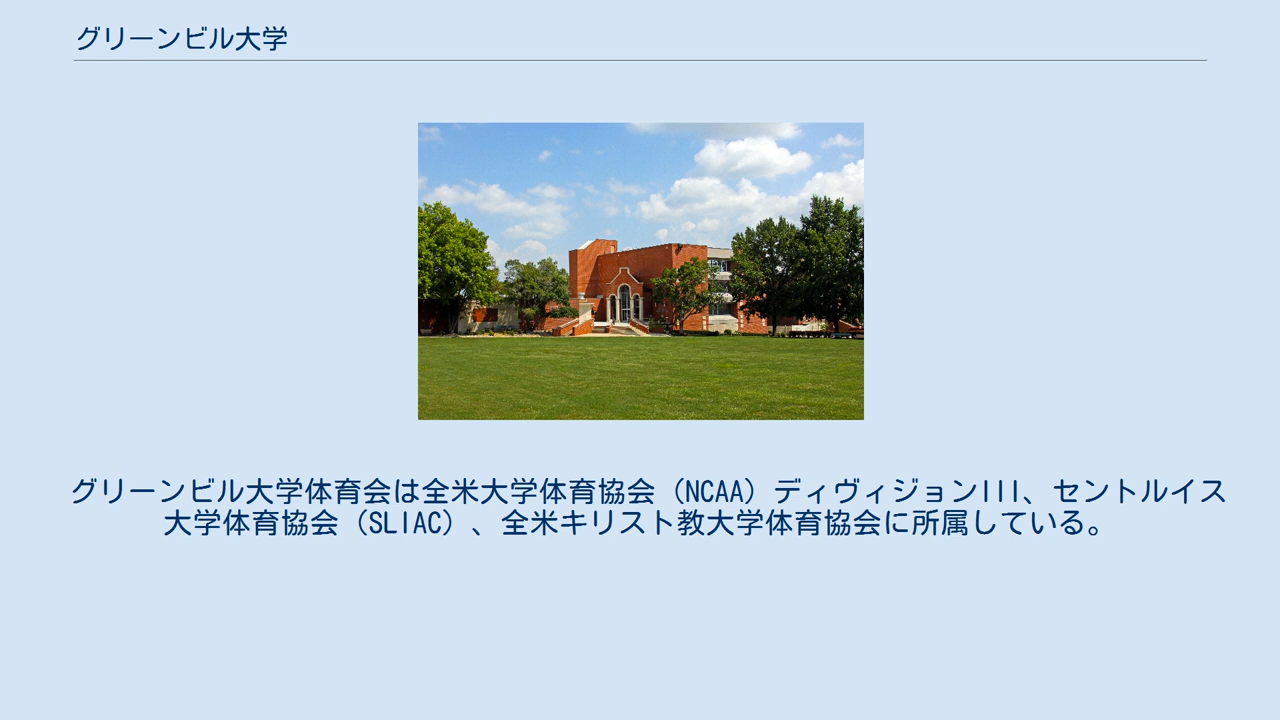 グリーンビル大学
グリーンビル大学体育会は全米大学体育協会（NCAA）ディヴィジョンIII、セントルイス
大学体育協会（SLIAC）、全米キリスト教大学体育協会に所属している。